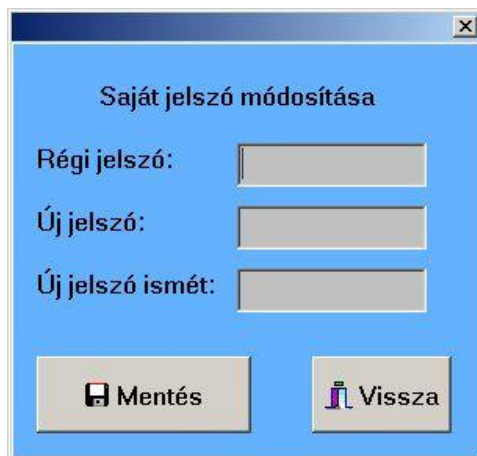 Saját jelszó módosítása
Régi jelszó:
Új jelszó:
Új jelszó ismét:
Mentés Vissza